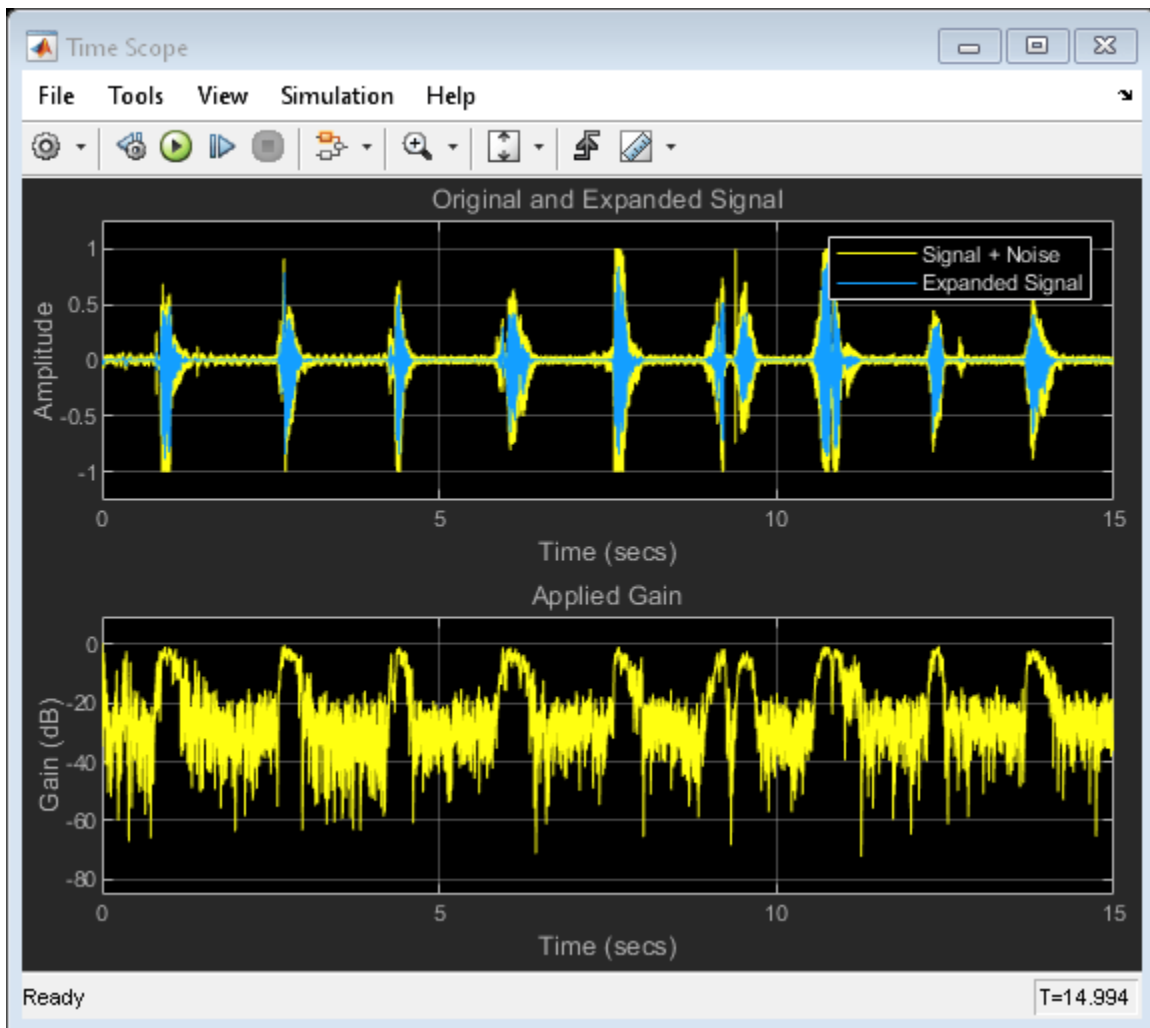 Time Scope
File Tools View Simulation Help
Original and Expanded Signal
Signal + Noise
Expanded Signal
Amplitude
1
0.5
0
-0.5
-1
0 5 10 15
Time (secs)
Applied Gain
Gain (dB)
0
-20
-40
-60
-80
0 5 10 15
Time (secs)
Ready T=14.994